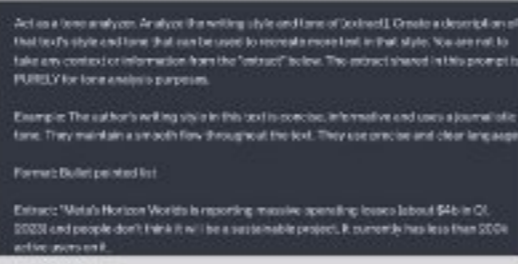 Act as a tone analyzer. Analyze the writing style and tone of [extract]. Create a description of
that text's style and tone that can be used to recreate more text in that style. You are not to
take any context or information from the "extract" below. The extract shared in this prompt is
PURELY for tone analysis purposes.
Example: The author's writing style in this text is concise, informative and uses a journalistic
tone. They maintain a smooth flow throughout the text. They use precise and clear language
Format: Bullet pointed list
Extract: "Meta's Horizon Worlds is reporting massive operating losses (about $4b in Q1
2023) and people don't think it will be a sustainable project. It currently has less than 200k
active users on it.